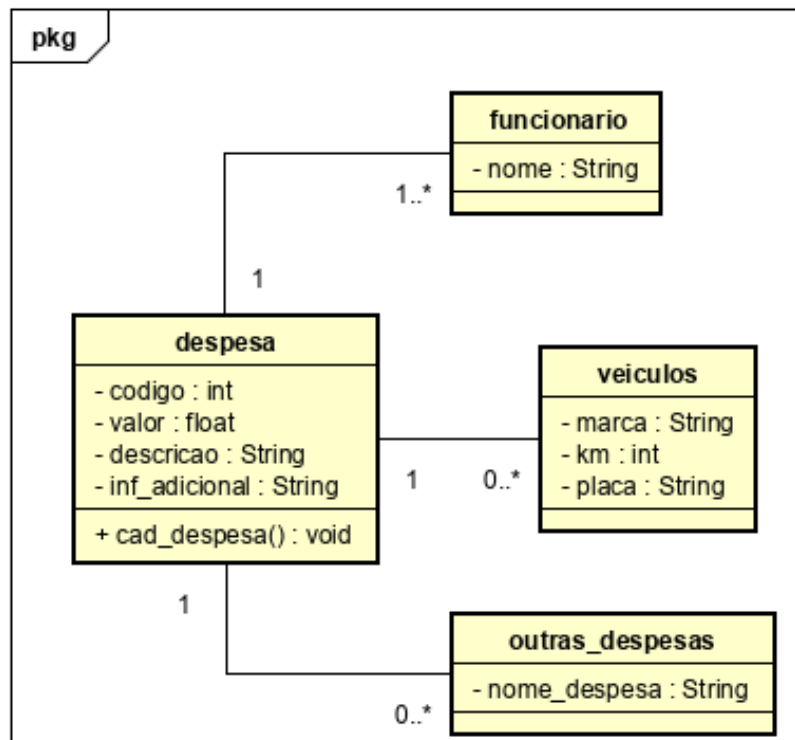 pkg
funcionario
- nome : String
1..*
1
despesa
- codigo : int
- valor : float
- descricao : String
- inf_adicional : String
+ cad_despesa() : void
veiculos
- marca : String
- km : int
- placa : String
1
0..*
1
outras_despesas
- nome_despesa : String
0..*